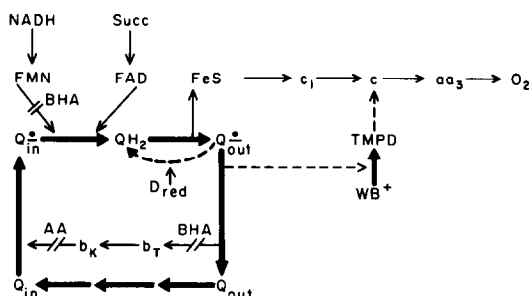 NADH Succ
FMN FAD FeS c₁ c aa₃ O₂
BHA
Q∸in QH₂ Q∸out TMPD
Dred WB⁺
AA bK bT BHA
Qin Qout